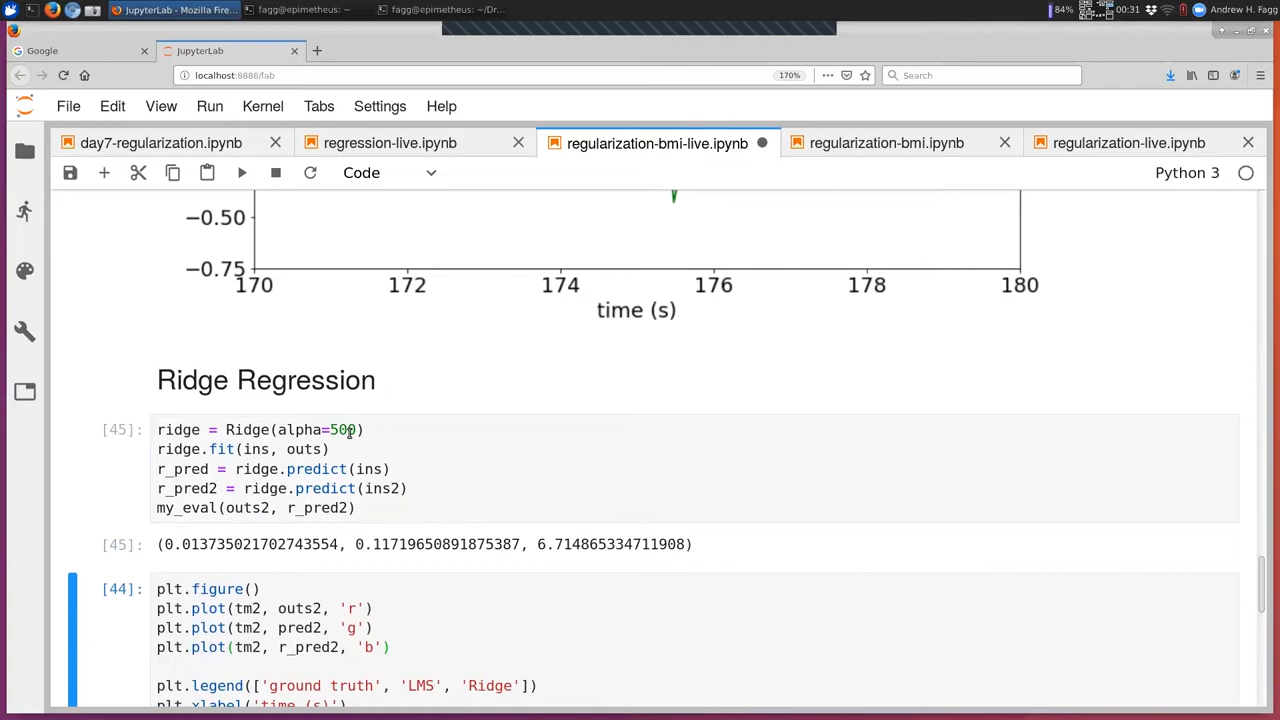 JupyterLab - Mozilla Fire...
fagg@epimetheus: ~
fagg@epimetheus: ~/Dr...
84%
00:31
Andrew H. Fagg
Google
JupyterLab
localhost:8888/lab
170%
Search
File Edit View Run Kernel Tabs Settings Help
day7-regularization.ipynb
regression-live.ipynb
regularization-bmi-live.ipynb
regularization-bmi.ipynb
regularization-live.ipynb
Code
Python 3
−0.50
−0.75
170 172 174 176 178 180
time (s)
Ridge Regression
[45]: ridge = Ridge(alpha=500)
ridge.fit(ins, outs)
r_pred = ridge.predict(ins)
r_pred2 = ridge.predict(ins2)
my_eval(outs2, r_pred2)
[45]: (0.013735021702743554, 0.11719650891875387, 6.714865334711908)
[44]: plt.figure()
plt.plot(tm2, outs2, 'r')
plt.plot(tm2, pred2, 'g')
plt.plot(tm2, r_pred2, 'b')
plt.legend(['ground truth', 'LMS', 'Ridge'])
plt.xlabel('time (s)')